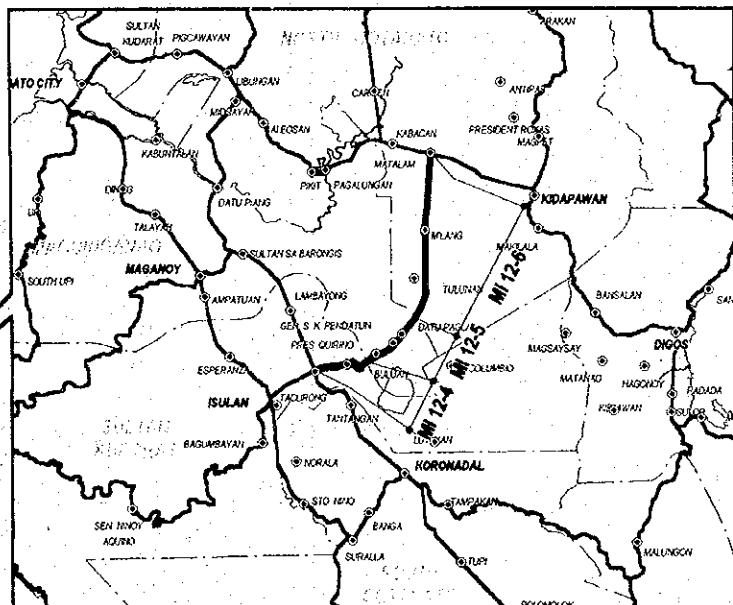 SULTAN
KUDARAT
PIGCAWAYAN
ARAKAN
ATO CITY
LIBUNGAN
MIDSAYAP
CARMEN
ANTIPAS
ALEOSAN
PRESIDENT ROXAS
MAGPET
KABACAN
KABUNTALAN
MATALAM
PIKIT
PAGALUNGAN
DINIG
DATU PIANG
KIDAPAWAN
TALAYAN
M'LANG
MAKILALA
SULTAN SA BARONGIS
SOUTH UPI
MAGANOY
TULUNAN
MI 12-6
AMPATUAN
LAMBAYONG
BANSALAN
GEN. S. K. PENDATUN
DATU PAGLAS
MI 12-5
PRES. QUIRINO
MAGSAYSAY
DIGOS
ESPERANZA
BULUAN
COLUMBIO
MATANAO
HAGONOY
PADADA
MI 12-4
ISULAN
TACURONG
TANTANGAN
KIBLAWAN
SULOP
LUTAYAN
BAGUMBAYAN
NORALA
KORONADAL
STO NINO
TAMPAKAN
SEN NINOY
AQUINO
BANGA
SURALLA
MALUNGON
TUPI
POLOMOLOK